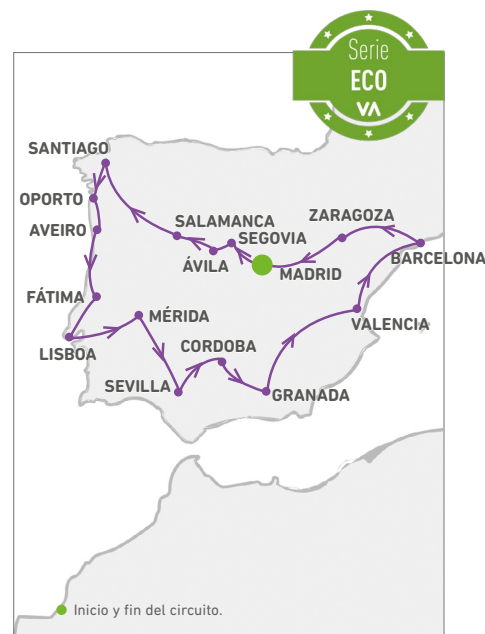 Serie
ECO
VA
SANTIAGO
OPORTO
AVEIRO
SALAMANCA
SEGOVIA
ZARAGOZA
ÁVILA
MADRID
BARCELONA
FÁTIMA
MÉRIDA
VALENCIA
LISBOA
CORDOBA
SEVILLA
GRANADA
Inicio y fin del circuito.